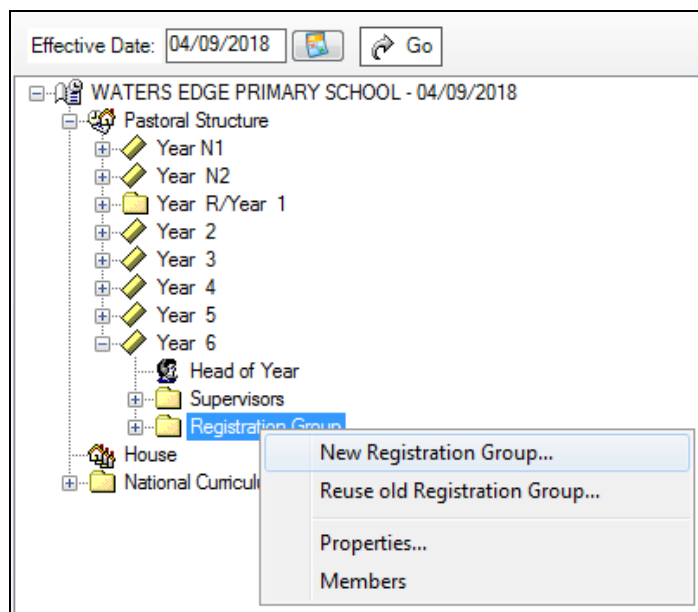 Effective Date: 04/09/2018 Go
WATERS EDGE PRIMARY SCHOOL - 04/09/2018
Pastoral Structure
Year N1
Year N2
Year R/Year 1
Year 2
Year 3
Year 4
Year 5
Year 6
Head of Year
Supervisors
Registration Group
New Registration Group...
House
National Curricul
Reuse old Registration Group...
Properties...
Members